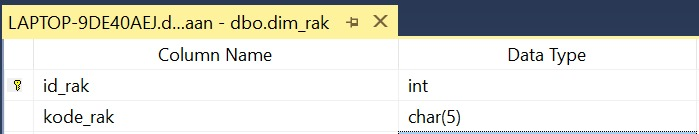 LAPTOP-9DE40AEJ.d...aan - dbo.dim_rak
Column Name Data Type
id_rak int
kode_rak char(5)